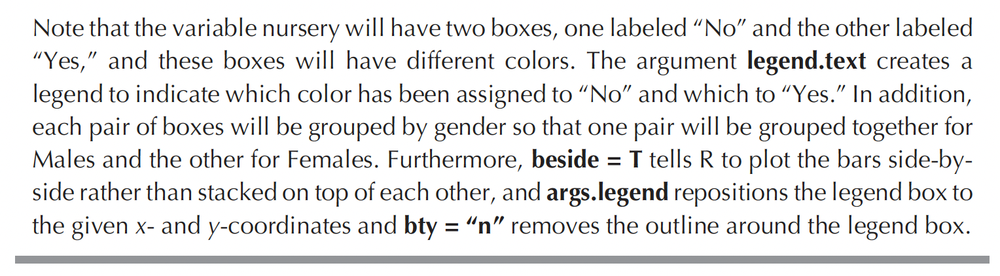 Note that the variable nursery will have two boxes, one labeled “No” and the other labeled
“Yes,” and these boxes will have different colors. The argument legend.text creates a
legend to indicate which color has been assigned to “No” and which to “Yes.” In addition,
each pair of boxes will be grouped by gender so that one pair will be grouped together for
Males and the other for Females. Furthermore, beside = T tells R to plot the bars side-by-
side rather than stacked on top of each other, and args.legend repositions the legend box to
the given x- and y-coordinates and bty = “n” removes the outline around the legend box.